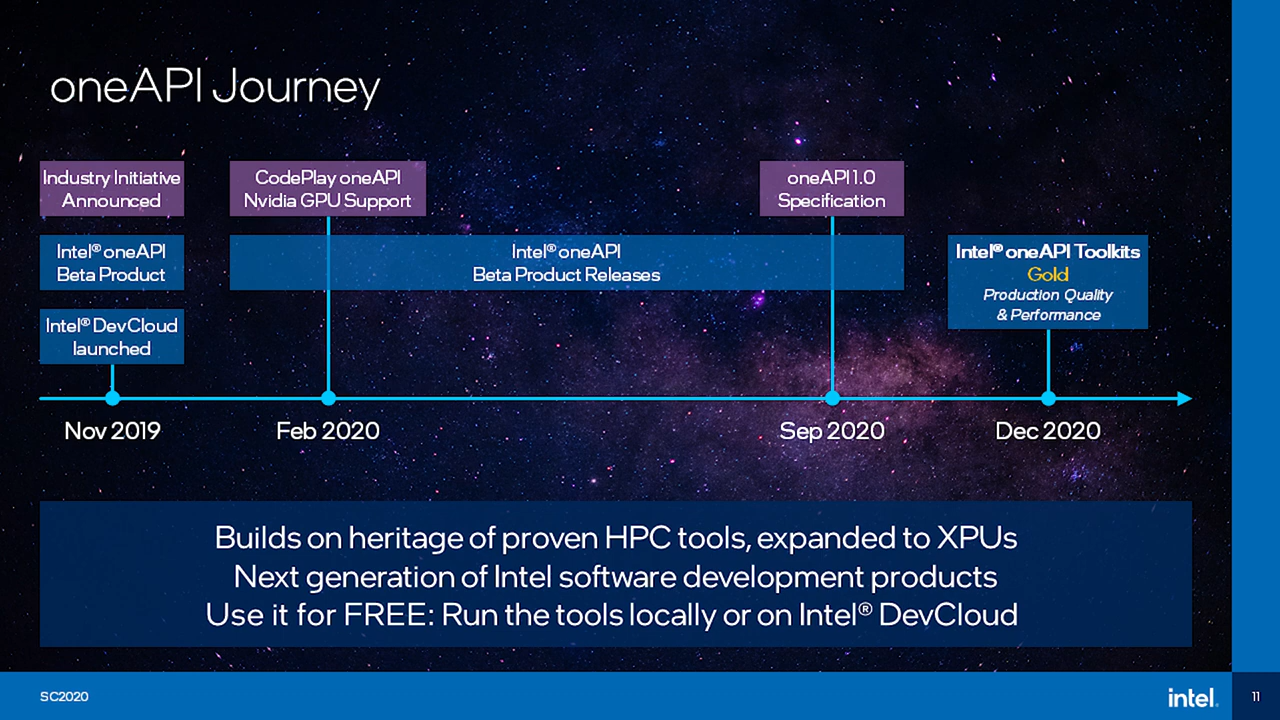 oneAPI Journey
Industry Initiative
Announced
CodePlay oneAPI
Nvidia GPU Support
oneAPI 1.0
Specification
Intel® oneAPI
Beta Product
Intel® oneAPI
Beta Product Releases
Intel® oneAPI Toolkits
Gold
Production Quality
& Performance
Intel® DevCloud
launched
Nov 2019
Feb 2020
Sep 2020
Dec 2020
Builds on heritage of proven HPC tools, expanded to XPUs
Next generation of Intel software development products
Use it for FREE: Run the tools locally or on Intel® DevCloud
SC2020
intel.
11